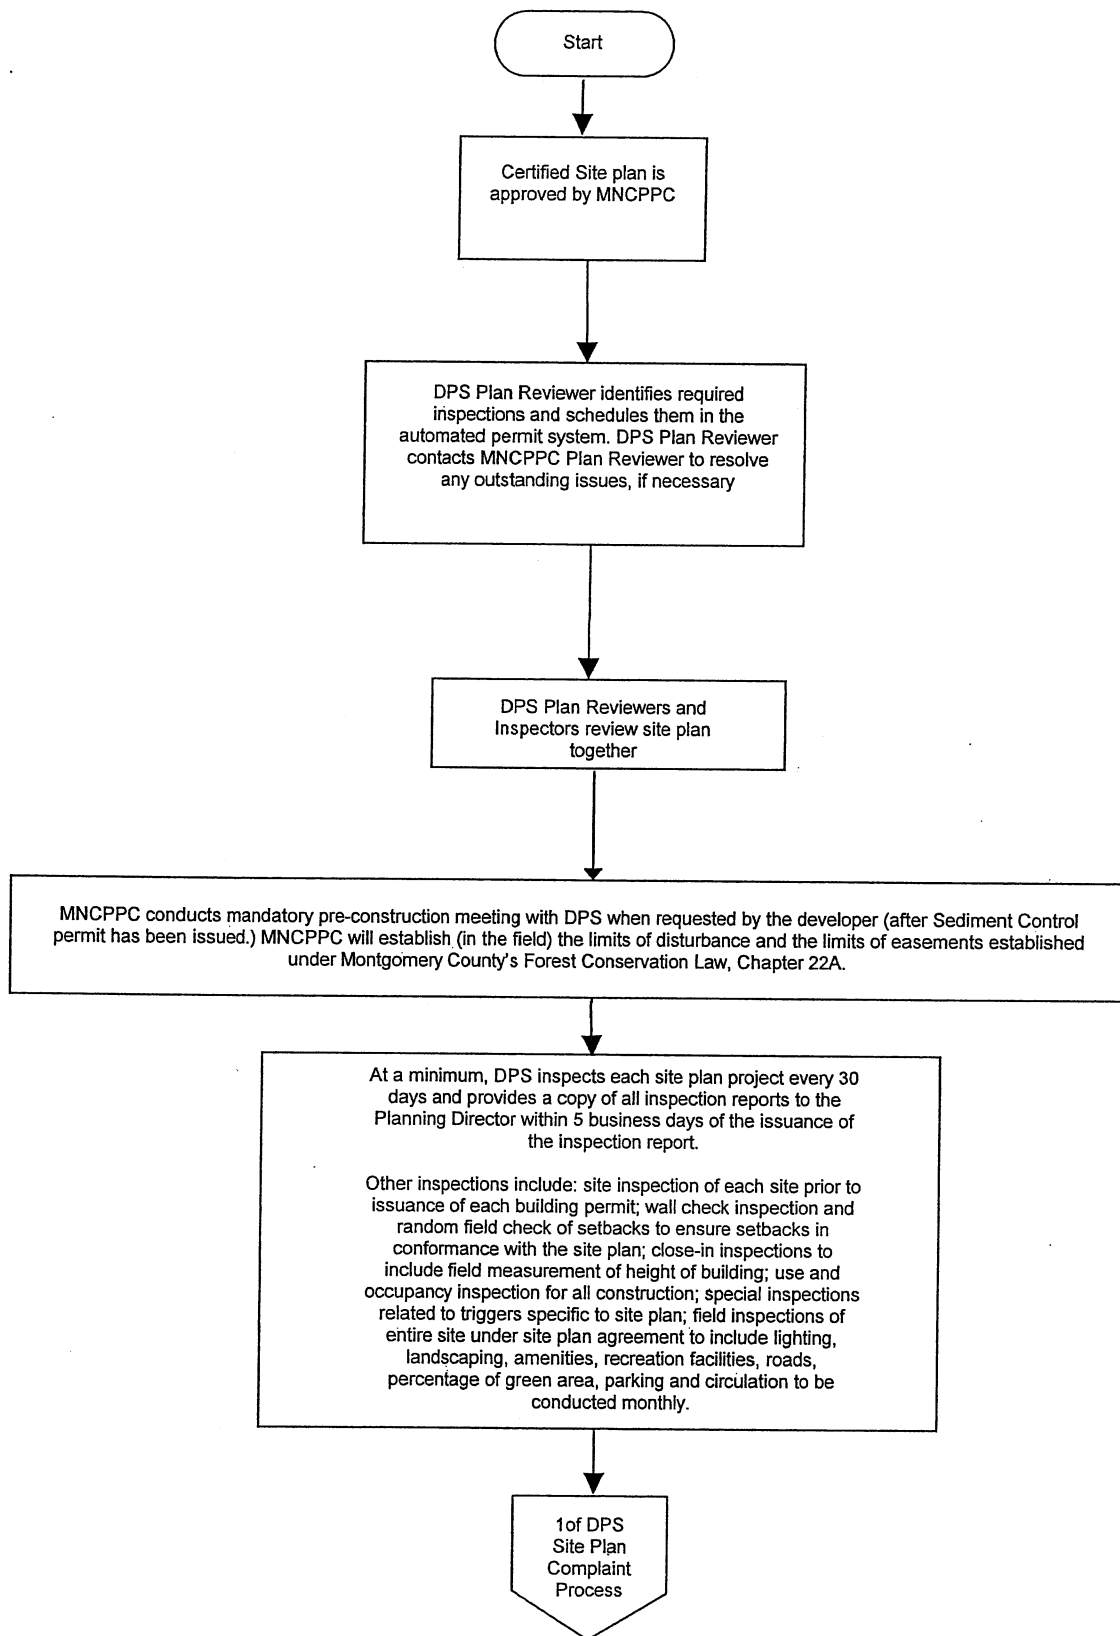 Start
Certified Site plan is
approved by MNCPPC
DPS Plan Reviewer identifies required
inspections and schedules them in the
automated permit system. DPS Plan Reviewer
contacts MNCPPC Plan Reviewer to resolve
any outstanding issues, if necessary
DPS Plan Reviewers and
Inspectors review site plan
together
MNCPPC conducts mandatory pre-construction meeting with DPS when requested by the developer (after Sediment Control
permit has been issued.) MNCPPC will establish (in the field) the limits of disturbance and the limits of easements established
under Montgomery County's Forest Conservation Law, Chapter 22A.
At a minimum, DPS inspects each site plan project every 30
days and provides a copy of all inspection reports to the
Planning Director within 5 business days of the issuance of
the inspection report.
Other inspections include: site inspection of each site prior to
issuance of each building permit; wall check inspection and
random field check of setbacks to ensure setbacks in
conformance with the site plan; close-in inspections to
include field measurement of height of building; use and
occupancy inspection for all construction; special inspections
related to triggers specific to site plan; field inspections of
entire site under site plan agreement to include lighting,
landscaping, amenities, recreation facilities, roads,
percentage of green area, parking and circulation to be
conducted monthly.
1of DPS
Site Plan
Complaint
Process